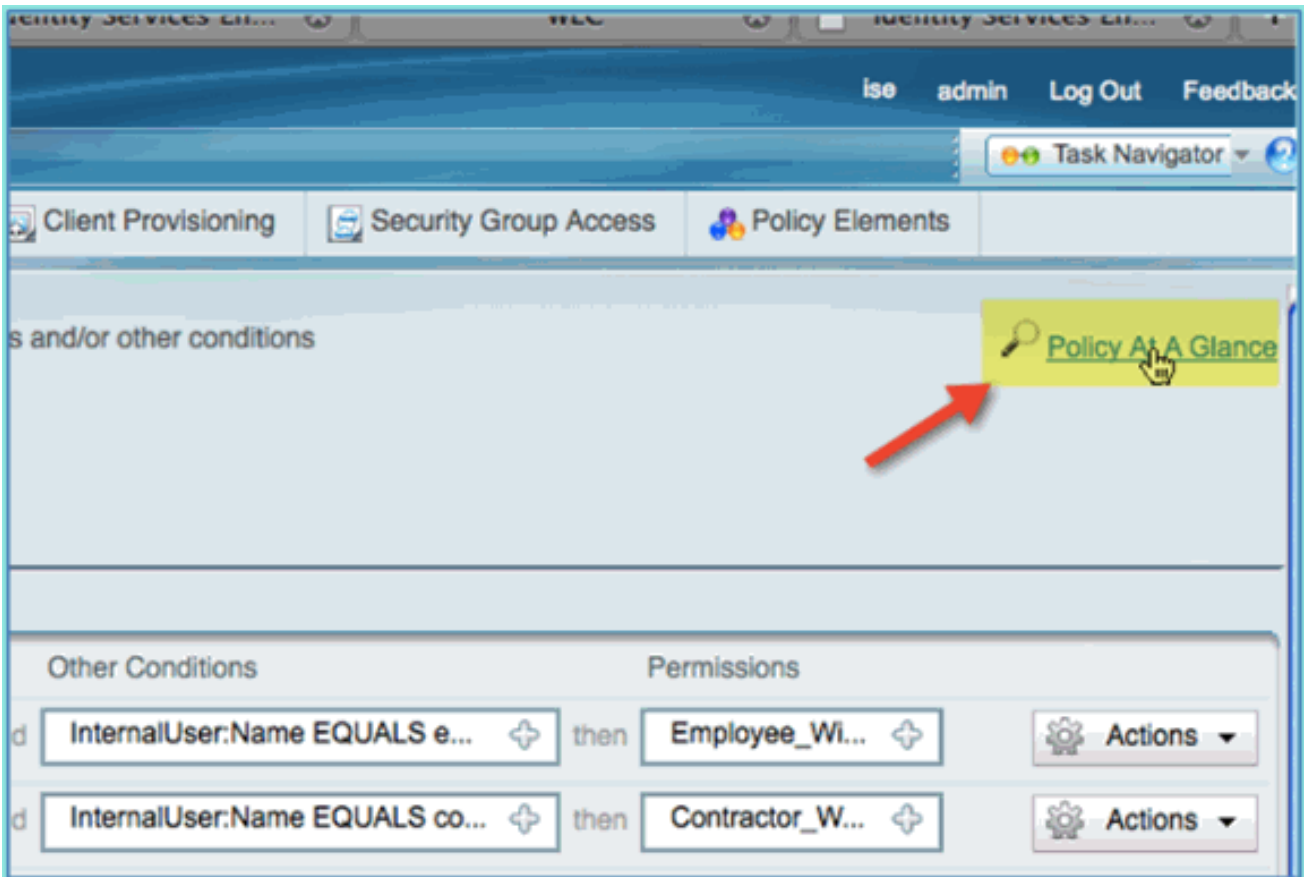 Identity Services En... WLC Identity Services En...
ise admin Log Out Feedback
Task Navigator
Client Provisioning Security Group Access Policy Elements
s and/or other conditions
Policy At A Glance
Other Conditions Permissions
d InternalUser:Name EQUALS e... then Employee_Wi... Actions
d InternalUser:Name EQUALS co... then Contractor_W... Actions